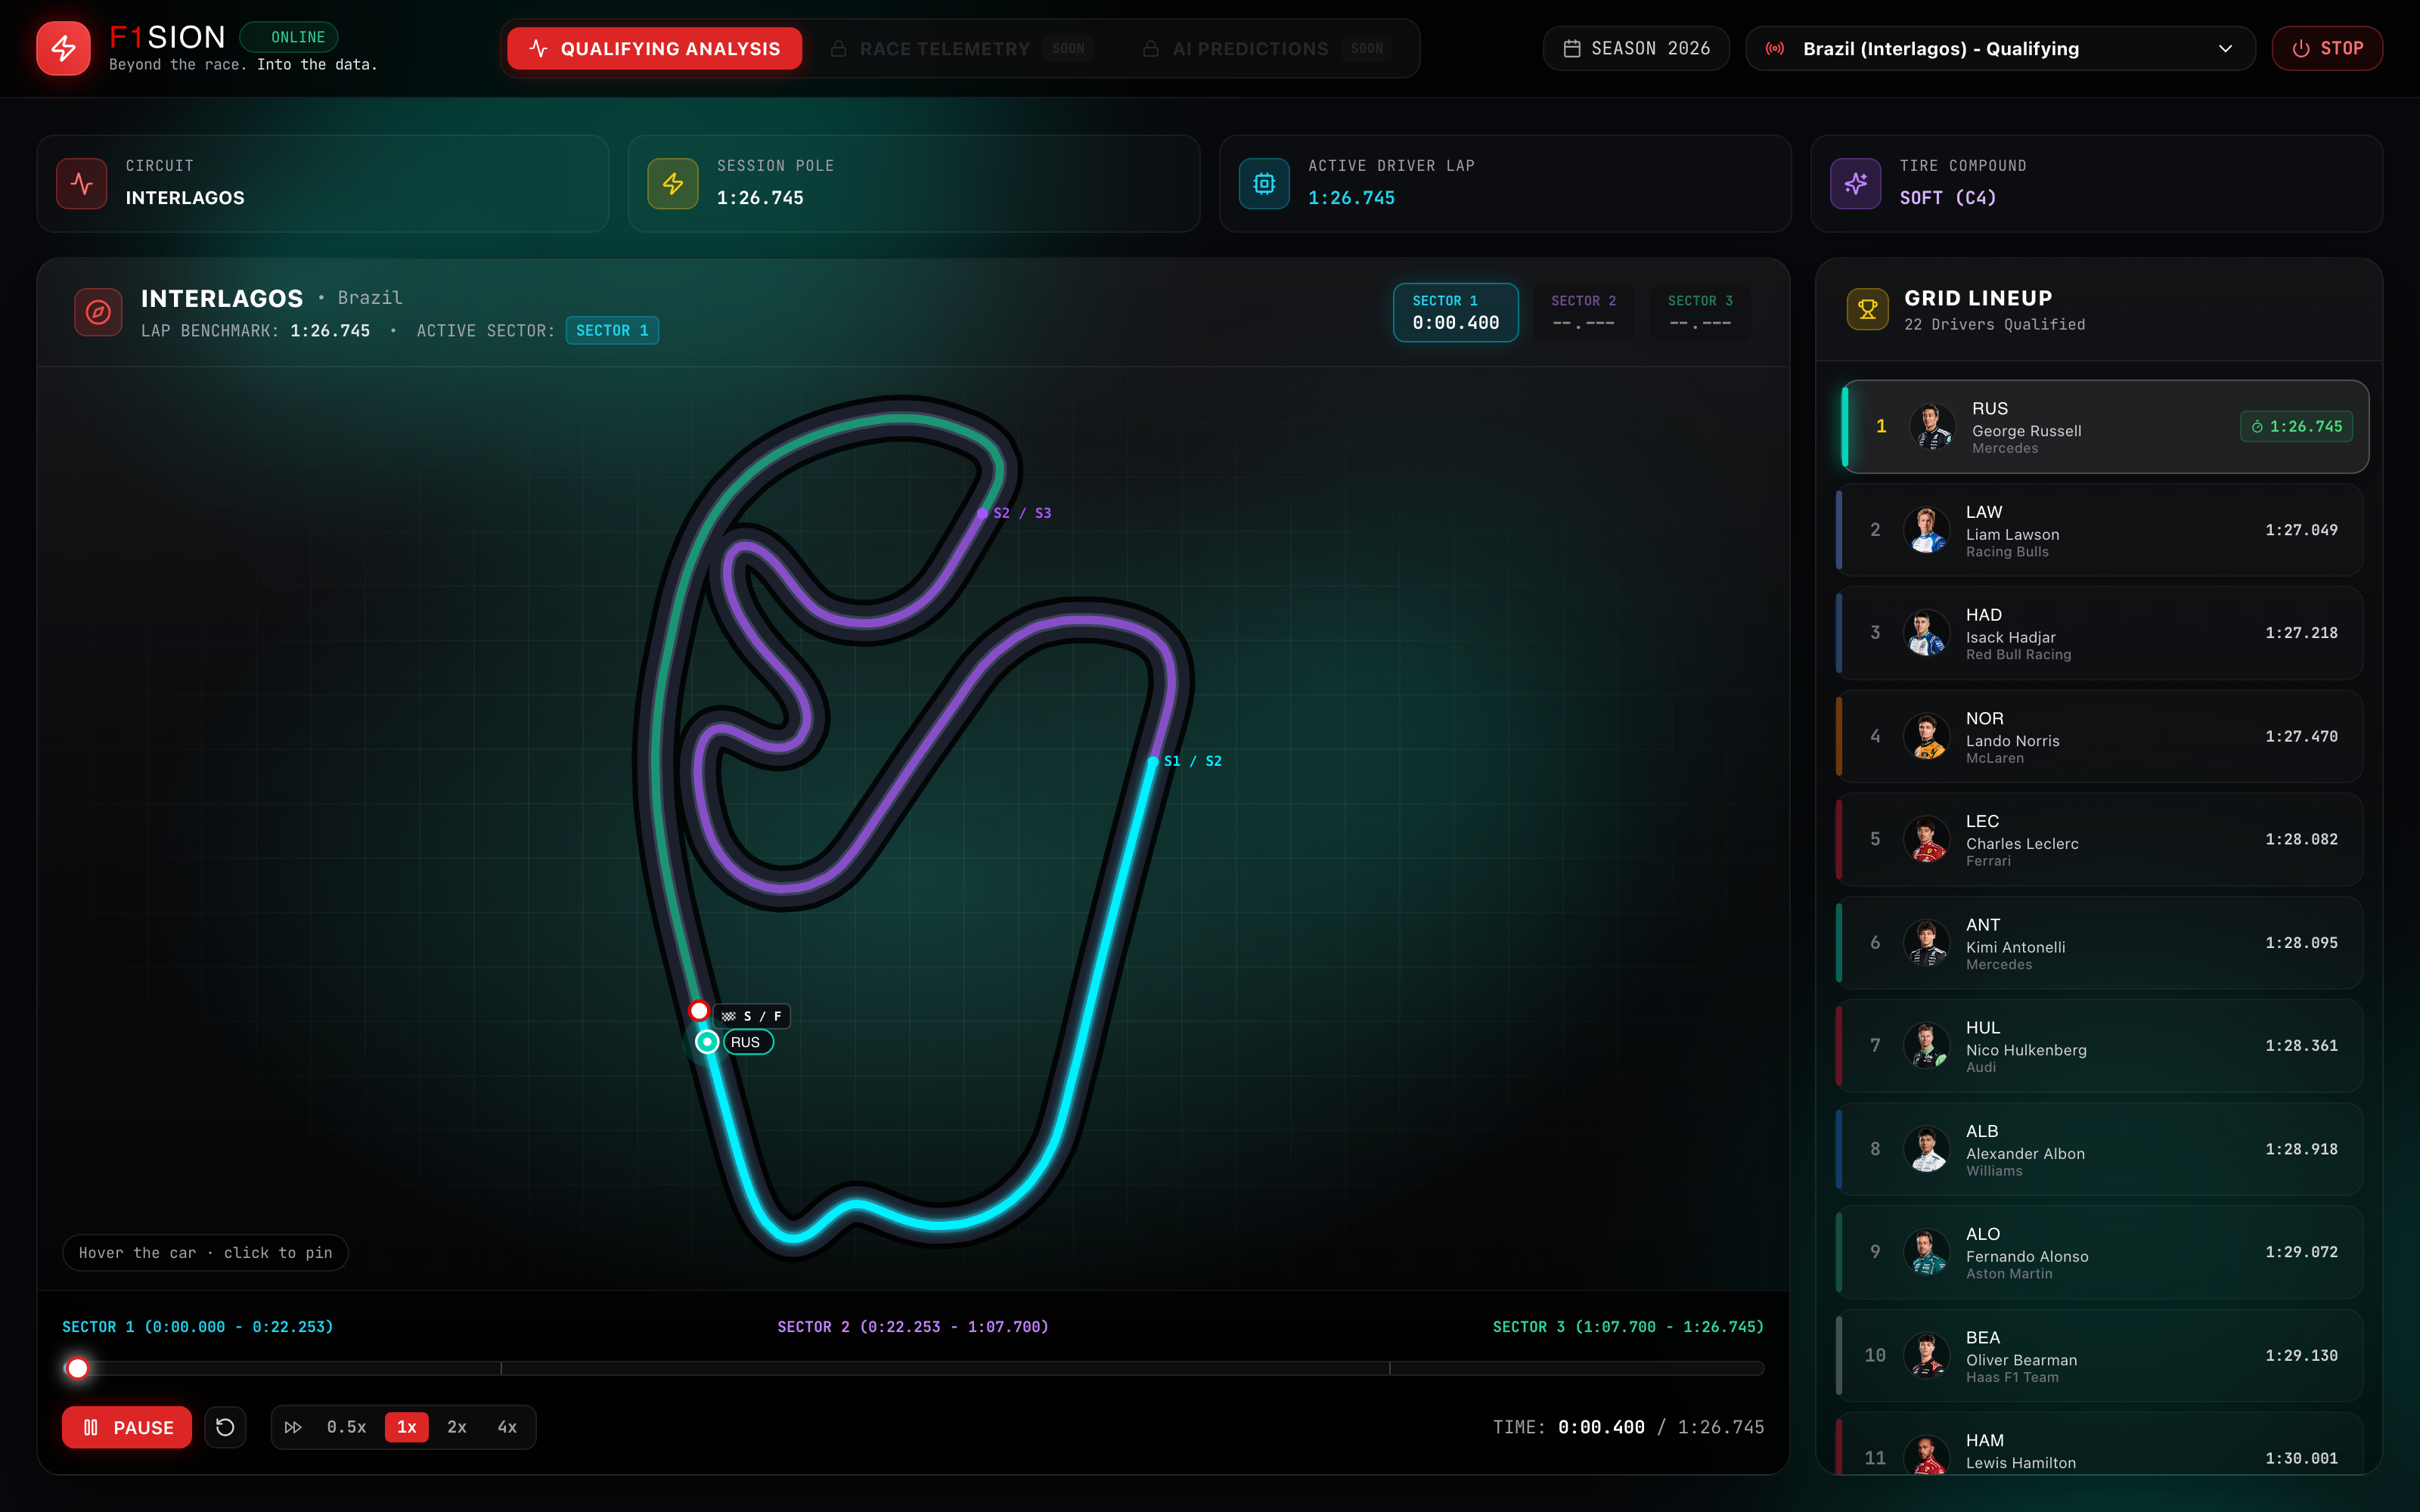 F1SION ONLINE
Beyond the race. Into the data.
QUALIFYING ANALYSIS
RACE TELEMETRY SOON
AI PREDICTIONS SOON
SEASON 2026
Brazil (Interlagos) - Qualifying
STOP
CIRCUIT
INTERLAGOS
SESSION POLE
1:26.745
ACTIVE DRIVER LAP
1:26.745
TIRE COMPOUND
SOFT (C4)
INTERLAGOS • Brazil
LAP BENCHMARK: 1:26.745 • ACTIVE SECTOR: SECTOR 1
SECTOR 1
0:00.400
SECTOR 2
--.---
SECTOR 3
--.---
S2 / S3
S1 / S2
S / F
RUS
Hover the car · click to pin
SECTOR 1 (0:00.000 - 0:22.253)
SECTOR 2 (0:22.253 - 1:07.700)
SECTOR 3 (1:07.700 - 1:26.745)
PAUSE
0.5x 1x 2x 4x
TIME: 0:00.400 / 1:26.745
GRID LINEUP
22 Drivers Qualified
1
RUS
George Russell
Mercedes
1:26.745
2
LAW
Liam Lawson
Racing Bulls
1:27.049
3
HAD
Isack Hadjar
Red Bull Racing
1:27.218
4
NOR
Lando Norris
McLaren
1:27.470
5
LEC
Charles Leclerc
Ferrari
1:28.082
6
ANT
Kimi Antonelli
Mercedes
1:28.095
7
HUL
Nico Hulkenberg
Audi
1:28.361
8
ALB
Alexander Albon
Williams
1:28.918
9
ALO
Fernando Alonso
Aston Martin
1:29.072
10
BEA
Oliver Bearman
Haas F1 Team
1:29.130
11
HAM
Lewis Hamilton
1:30.001